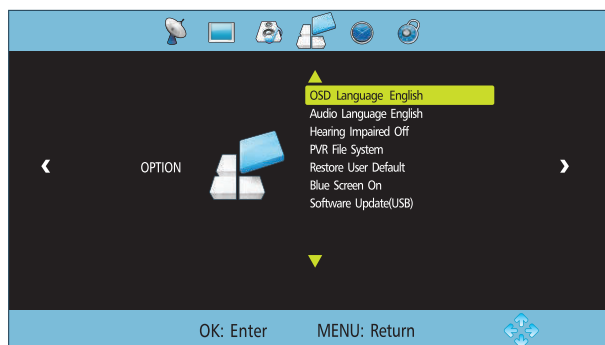 OPTION
OSD Language English
Audio Language English
Hearing Impaired Off
PVR File System
Restore User Default
Blue Screen On
Software Update(USB)
OK: Enter MENU: Return